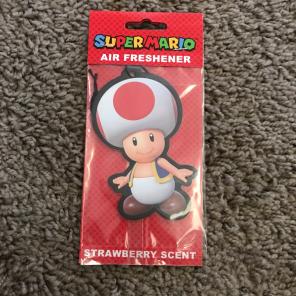 SUPER MARIO
AIR FRESHENER
STRAWBERRY SCENT